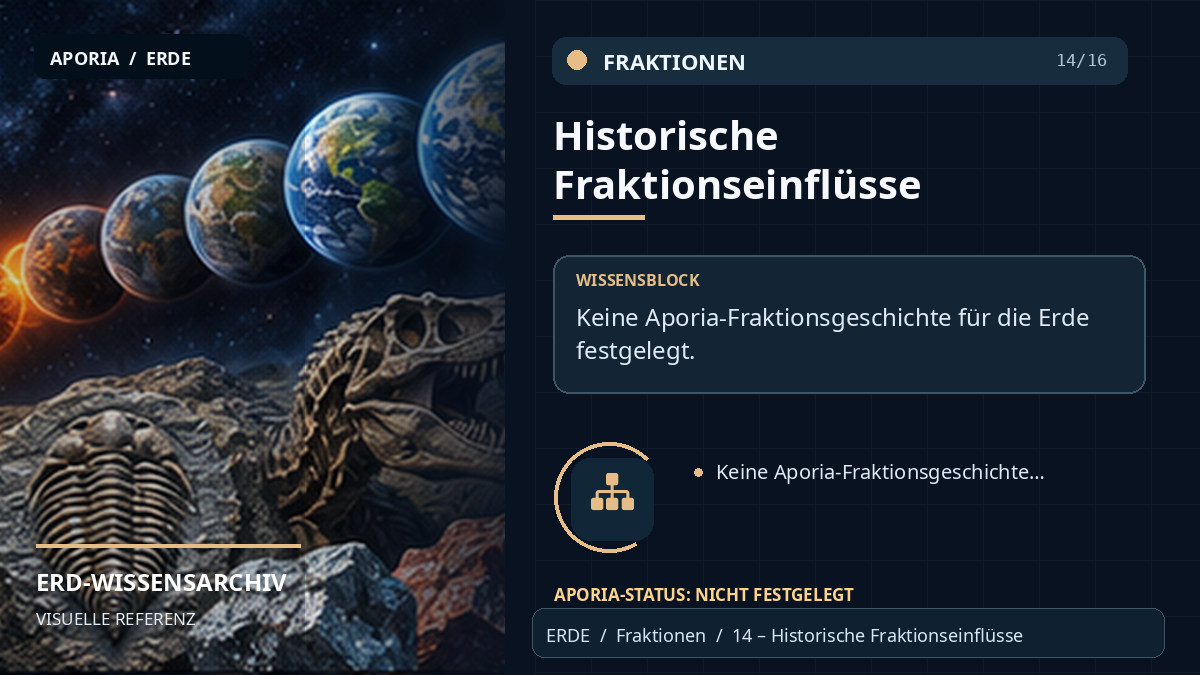 APORIA / ERDE
ERD-WISSENSARCHIV
VISUELLE REFERENZ
FRAKTIONEN
14/16
Historische
Fraktionseinflüsse
WISSENSBLOCK
Keine Aporia-Fraktionsgeschichte für die Erde
festgelegt.
Keine Aporia-Fraktionsgeschichte…
APORIA-STATUS: NICHT FESTGELEGT
ERDE / Fraktionen / 14 – Historische Fraktionseinflüsse